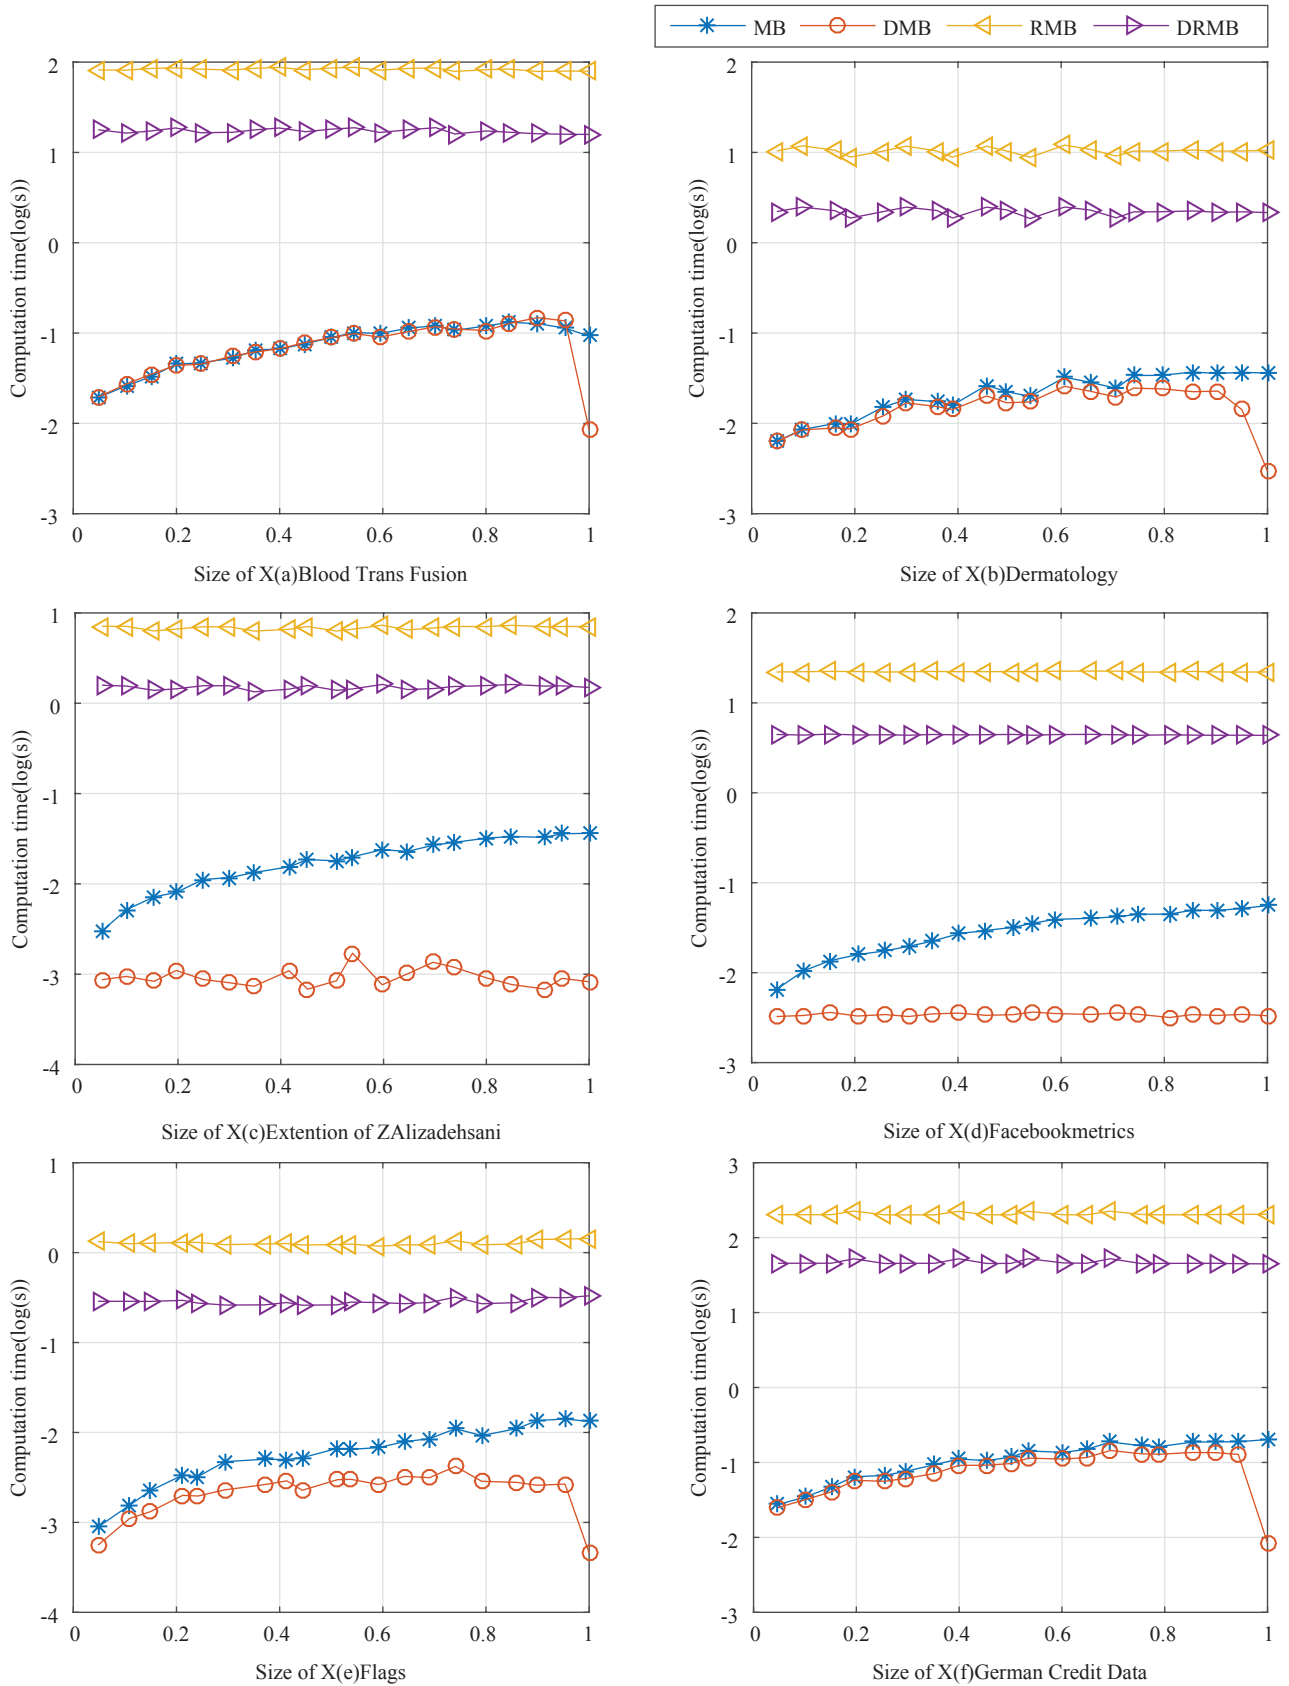 MB DMB RMB DRMB
2
1
0
-1
-2
-3
0 0.2 0.4 0.6 0.8 1
Computation time(log(s))
Size of X(a)Blood Trans Fusion
2
1
0
-1
-2
-3
0 0.2 0.4 0.6 0.8 1
Computation time(log(s))
Size of X(b)Dermatology
1
0
-1
-2
-3
-4
0 0.2 0.4 0.6 0.8 1
Computation time(log(s))
Size of X(c)Extention of ZAlizadehsani
2
1
0
-1
-2
-3
0 0.2 0.4 0.6 0.8 1
Computation time(log(s))
Size of X(d)Facebookmetrics
1
0
-1
-2
-3
-4
0 0.2 0.4 0.6 0.8 1
Computation time(log(s))
Size of X(e)Flags
3
2
1
0
-1
-2
-3
0 0.2 0.4 0.6 0.8 1
Computation time(log(s))
Size of X(f)German Credit Data